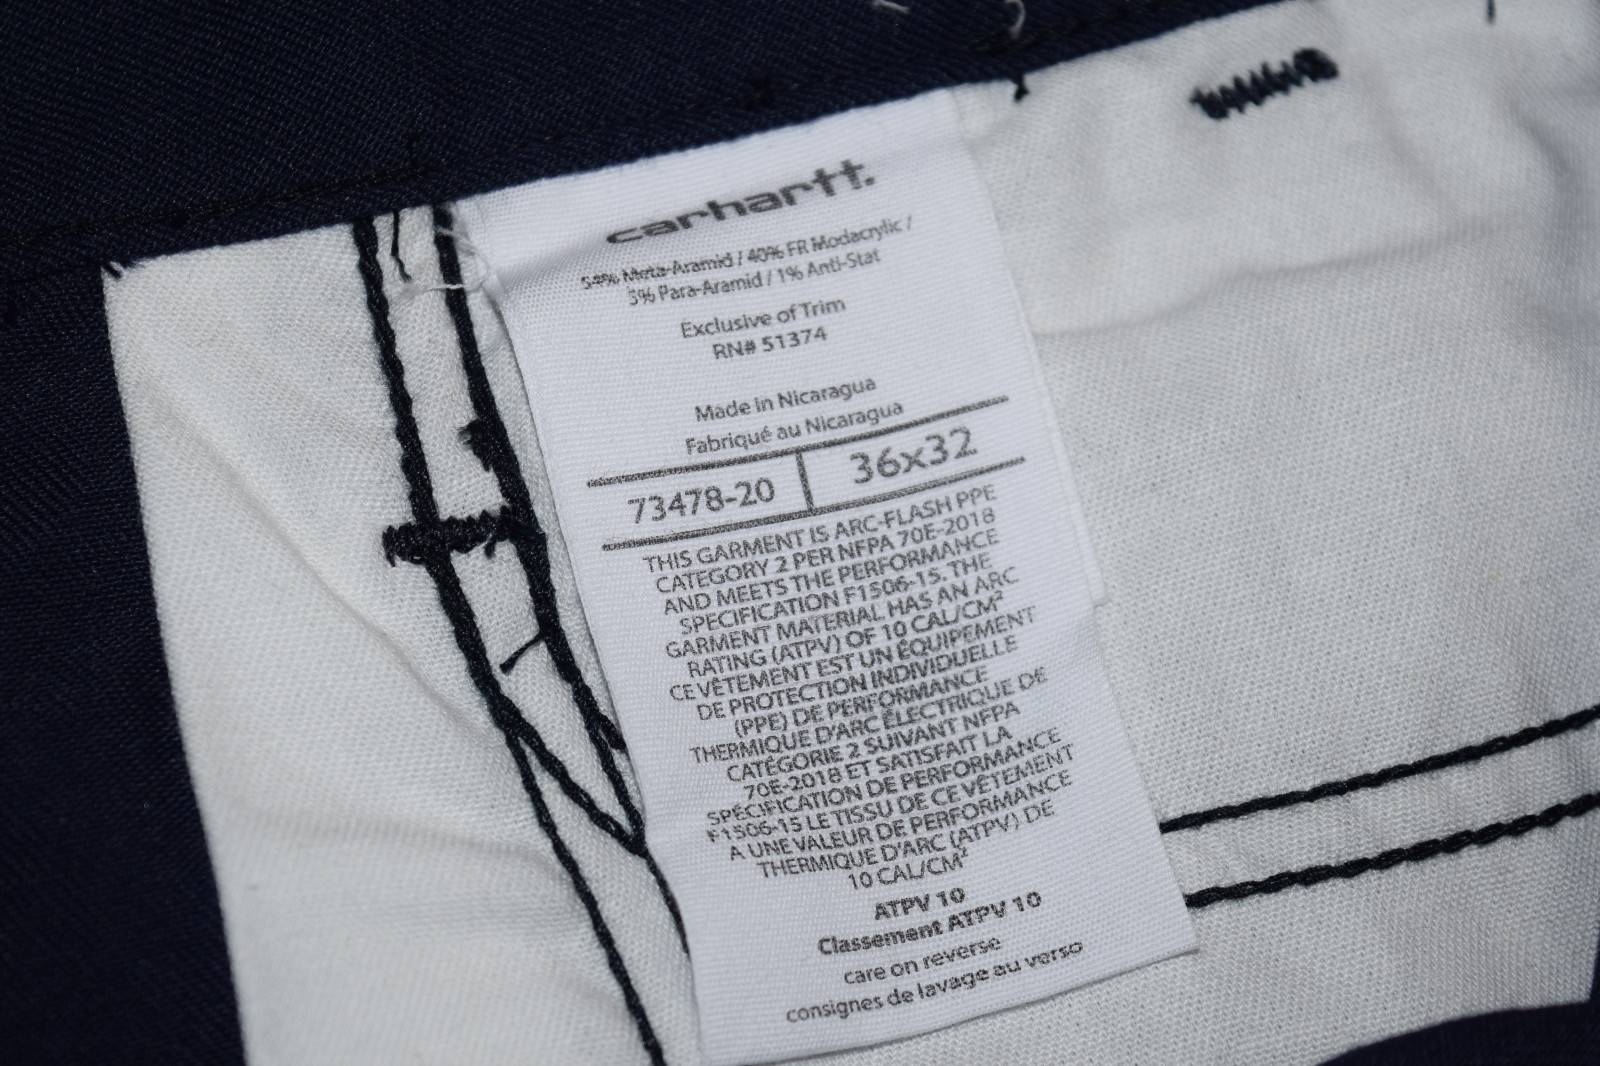 carhartt.
54% Meta-Aramid / 40% FR Modacrylic /
5% Para-Aramid / 1% Anti-Stat
Exclusive of Trim
RN# 51374
Made in Nicaragua
Fabriqué au Nicaragua
73478-20 36x32
THIS GARMENT IS ARC-FLASH PPE
CATEGORY 2 PER NFPA 70E-2018
AND MEETS THE PERFORMANCE
SPECIFICATION F1506-15. THE
GARMENT MATERIAL HAS AN ARC
RATING (ATPV) OF 10 CAL/CM²
CE VÊTEMENT EST UN ÉQUIPEMENT
DE PROTECTION INDIVIDUELLE
(PPE) DE PERFORMANCE
THERMIQUE D'ARC ÉLECTRIQUE DE
CATÉGORIE 2 SUIVANT NFPA
70E-2018 ET SATISFAIT LA
SPÉCIFICATION DE PERFORMANCE
F1506-15 LE TISSU DE CE VÊTEMENT
A UNE VALEUR DE PERFORMANCE
THERMIQUE D'ARC (ATPV) DE
10 CAL/CM²
ATPV 10
Classement ATPV 10
care on reverse
consignes de lavage au verso